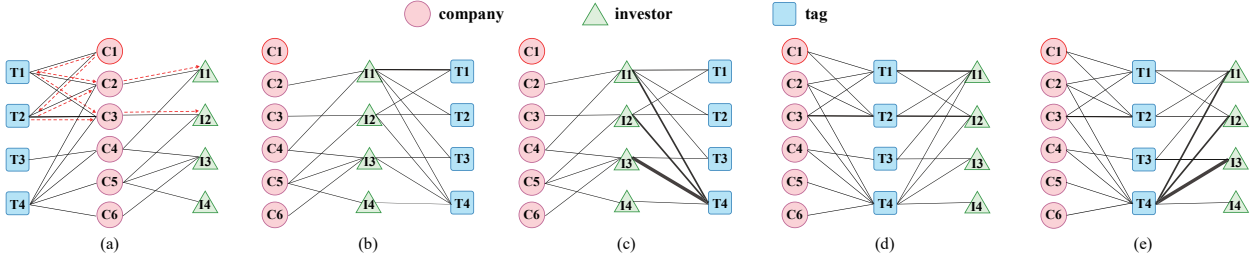 company investor tag
C1 C1 C1 C1 C1
T1 C2 I1 C2 I1 T1 C2 I1 T1 C2 T1 I1 C2 T1 I1
T2 C3 I2 C3 I2 T2 C3 I2 T2 C3 T2 I2 C3 T2 I2
T3 C4 I3 C4 I3 T3 C4 I3 T3 C4 T3 I3 C4 T3 I3
T4 C5 I4 C5 I4 T4 C5 I4 T4 C5 T4 I4 C5 T4 I4
C6 C6 C6 C6 C6
(a) (b) (c) (d) (e)